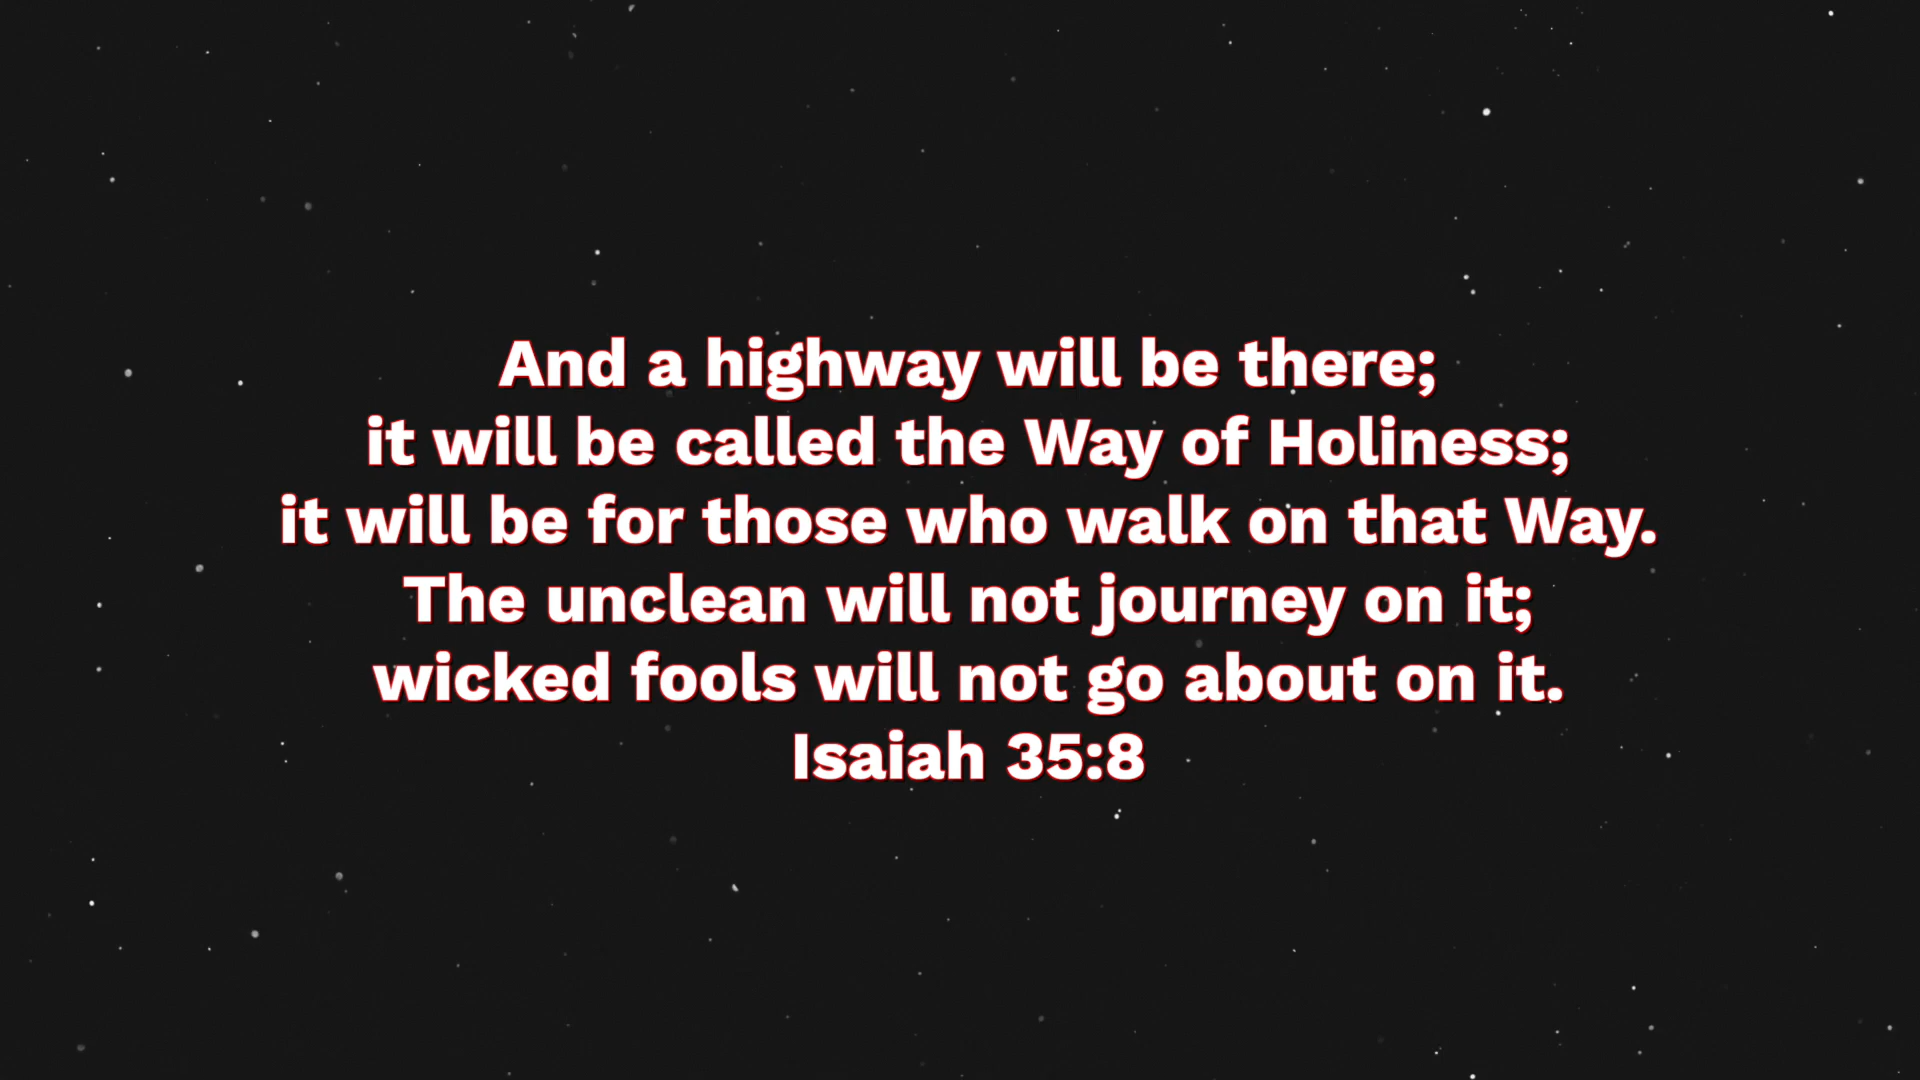 And a highway will be there;
it will be called the Way of Holiness;
it will be for those who walk on that Way.
The unclean will not journey on it;
wicked fools will not go about on it.
Isaiah 35:8